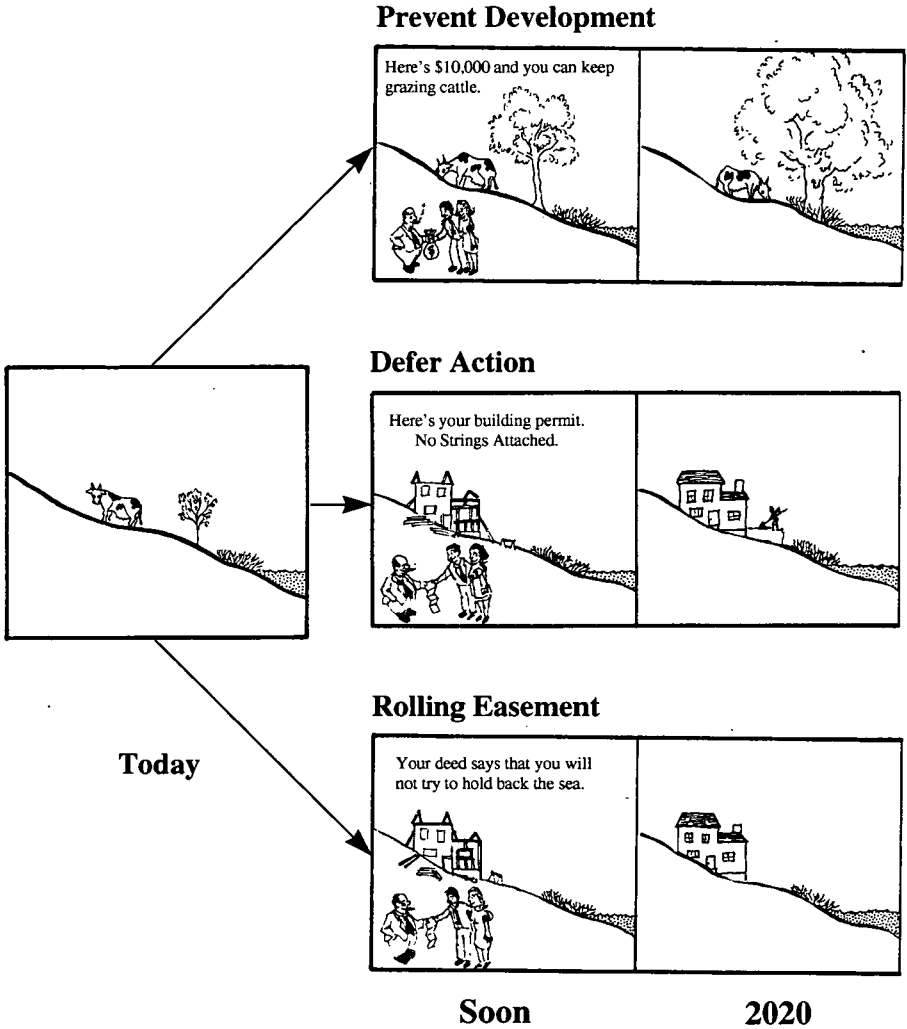 Prevent Development
Here's $10,000 and you can keep
grazing cattle.
$
Defer Action
Here's your building permit.
No Strings Attached.
Rolling Easement
Today
Your deed says that you will
not try to hold back the sea.
Soon
2020